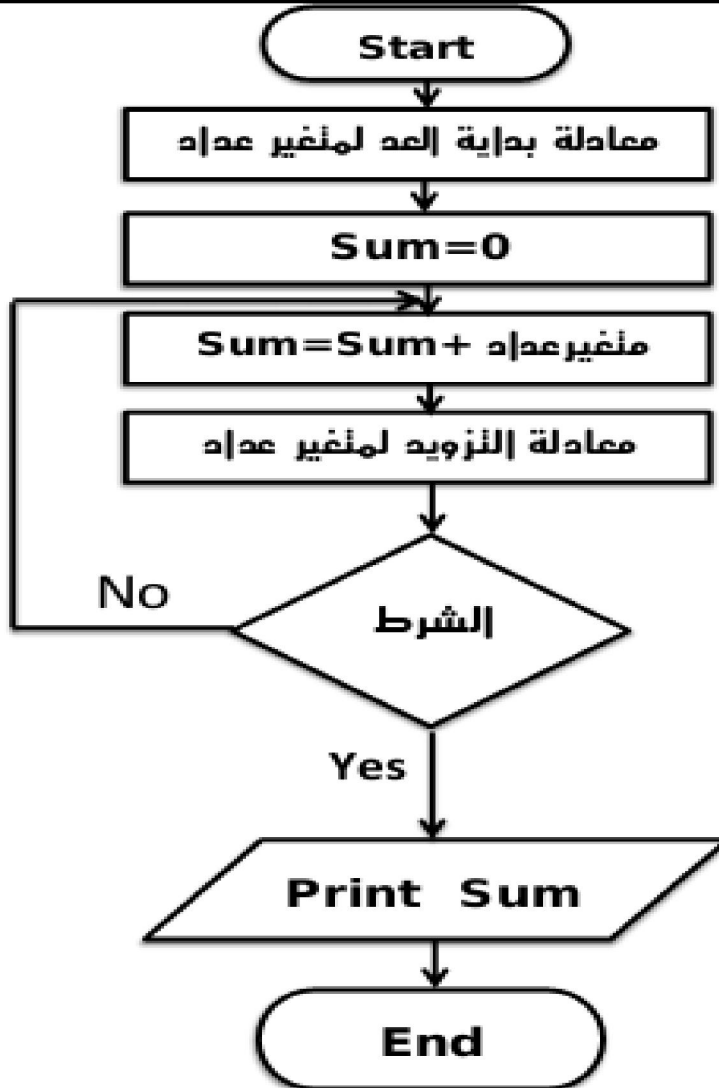 Start
معادلة بداية العد لمتغير عداد
Sum=0
Sum=Sum+ متغيرعداد
معادلة التزويد لمتغير عداد
No
الشرط
Yes
Print Sum
End